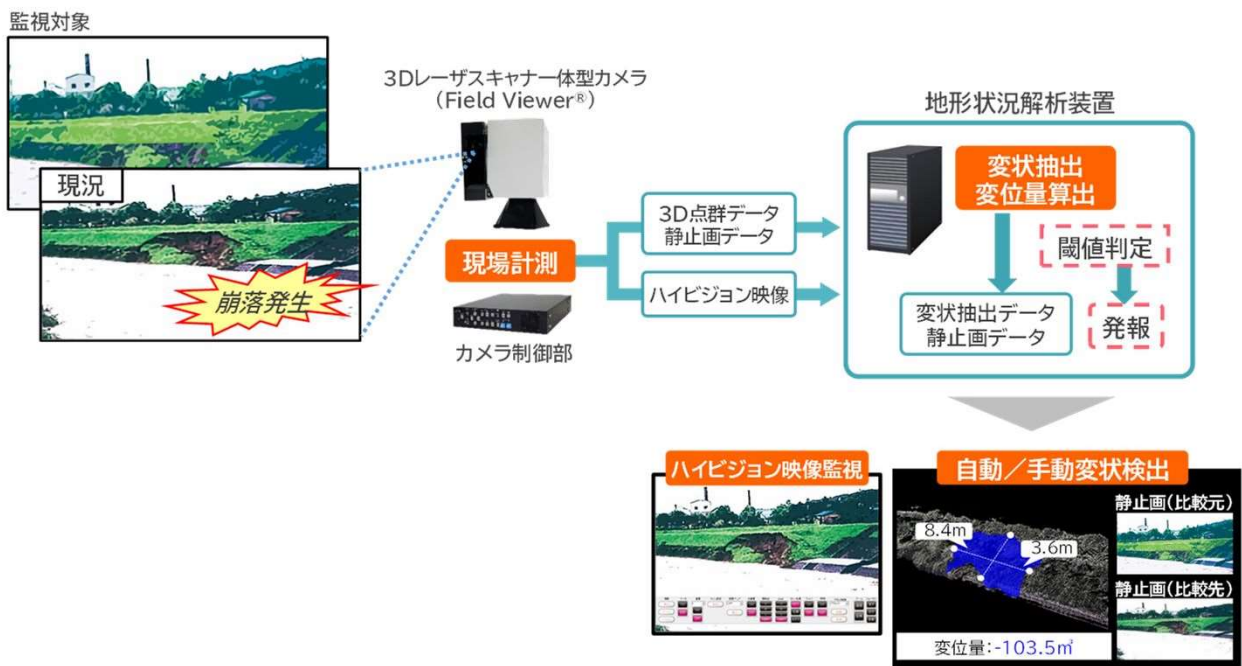 監視対象
現況
崩落発生
3Dレーザスキャナ一体型カメラ
(Field Viewer®)
現場計測
カメラ制御部
3D点群データ
静止画データ
ハイビジョン映像
地形状況解析装置
変状抽出
変位量算出
閾値判定
変状抽出データ
静止画データ
発報
ハイビジョン映像監視
自動／手動変状検出
8.4m
3.6m
変位量:-103.5㎥
静止画(比較元)
静止画(比較先)